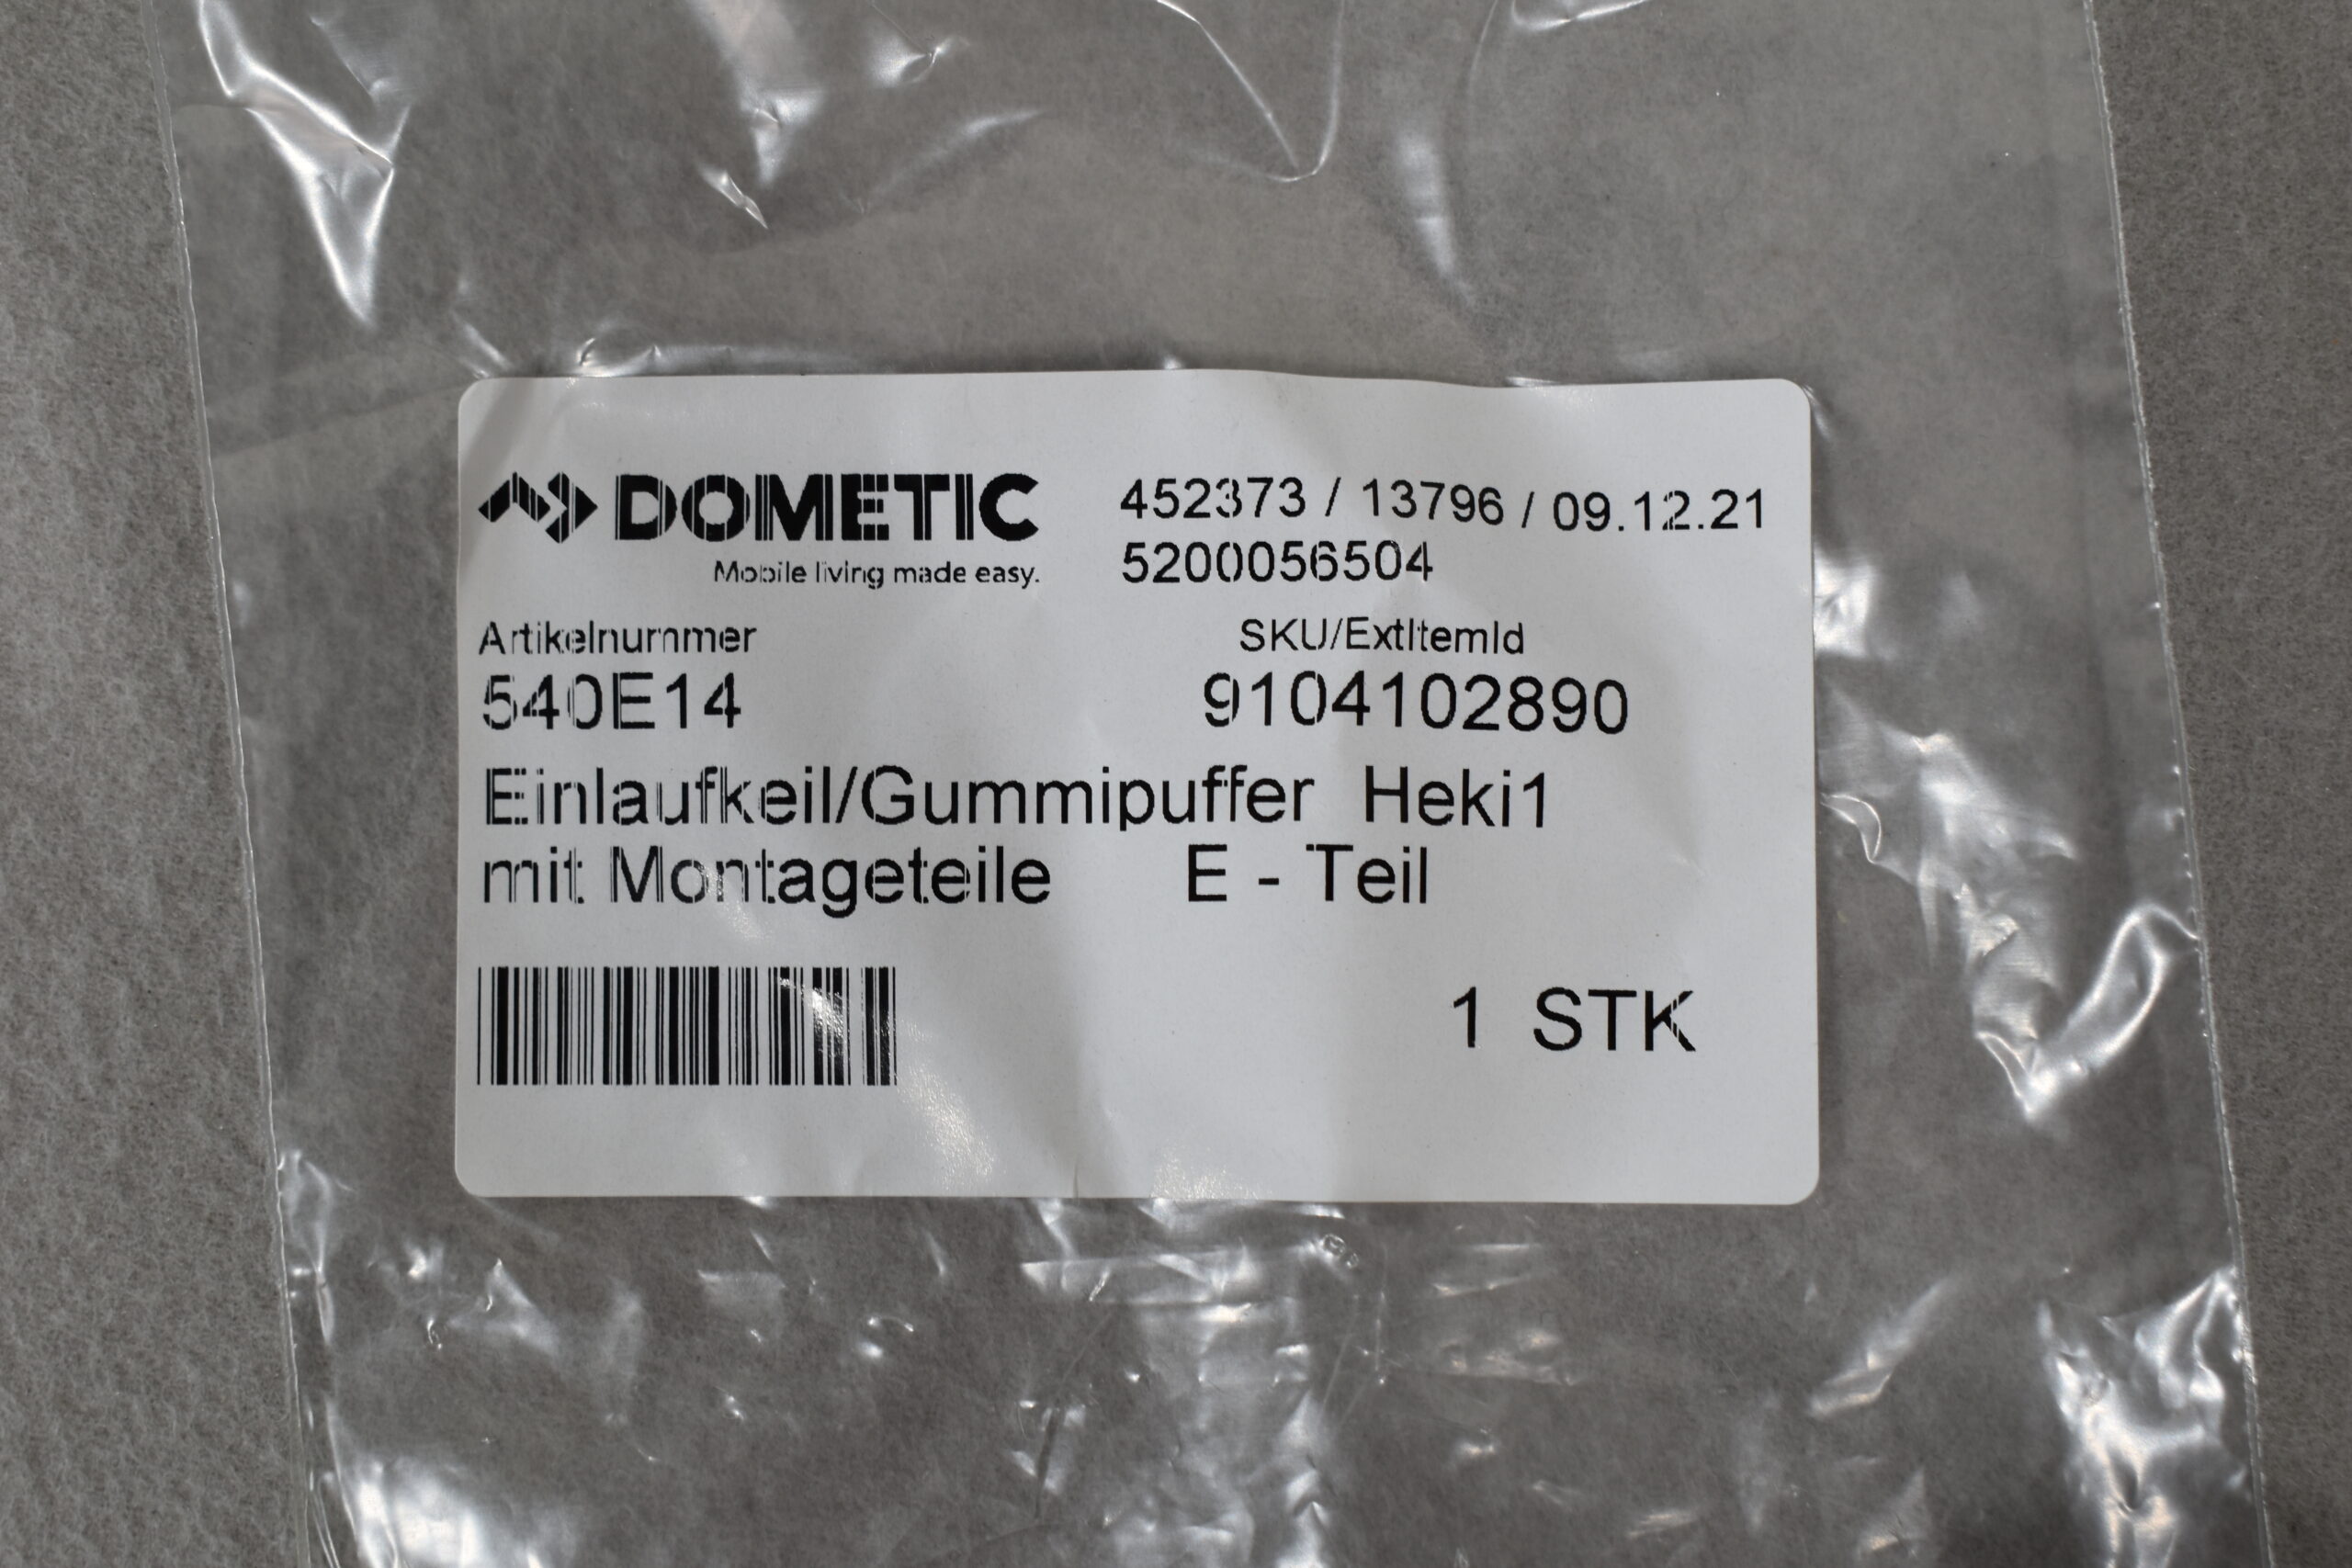 DOMETIC
Mobile living made easy.
452373 / 13796 / 09.12.21
5200056504
Artikelnummer
SKU/ExtItemId
540E14
9104102890
Einlaufkeil/Gummipuffer Heki1
mit Montageteile E - Teil
1 STK